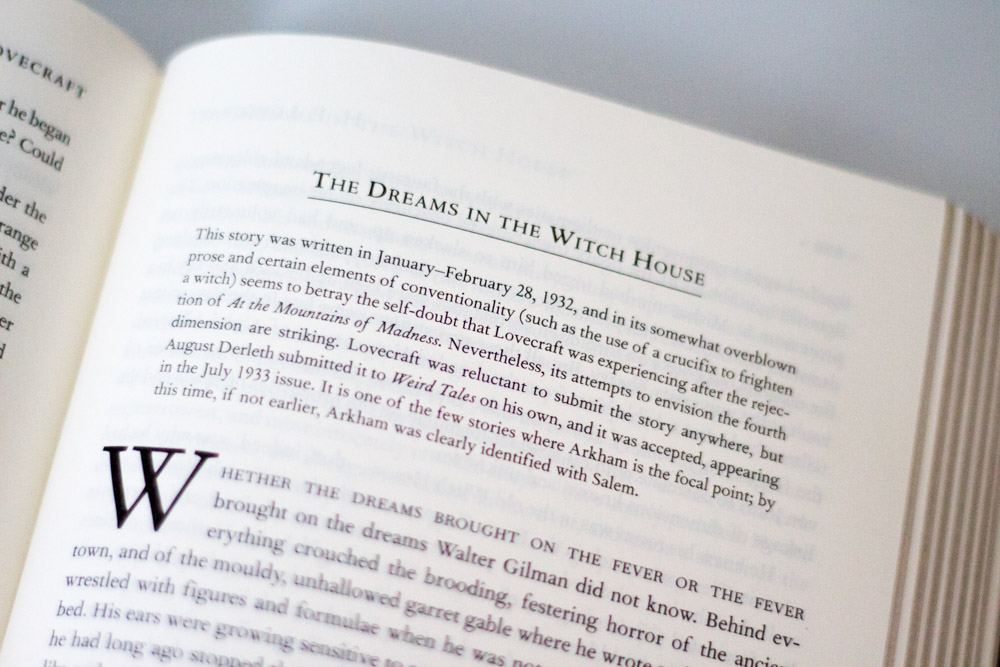 OVECRAFT
r he began
e? Could
der the
range
ith a
the
er
d
THE DREAMS IN THE WITCH HOUSE
This story was written in January–February 28, 1932, and in its somewhat overblown
prose and certain elements of conventionality (such as the use of a crucifix to frighten
a witch) seems to betray the self-doubt that Lovecraft was experiencing after the rejec-
tion of At the Mountains of Madness. Nevertheless, its attempts to envision the fourth
dimension are striking. Lovecraft was reluctant to submit the story anywhere, but
August Derleth submitted it to Weird Tales on his own, and it was accepted, appearing
in the July 1933 issue. It is one of the few stories where Arkham is the focal point; by
this time, if not earlier, Arkham was clearly identified with Salem.
WHETHER THE DREAMS BROUGHT ON THE FEVER OR THE FEVER
brought on the dreams Walter Gilman did not know. Behind ev-
erything crouched the brooding, festering horror of the ancient
town, and of the mouldy, unhallowed garret gable where he wrote and
wrestled with figures and formulae when he was not
bed. His ears were growing sensitive to
he had long ago stopped